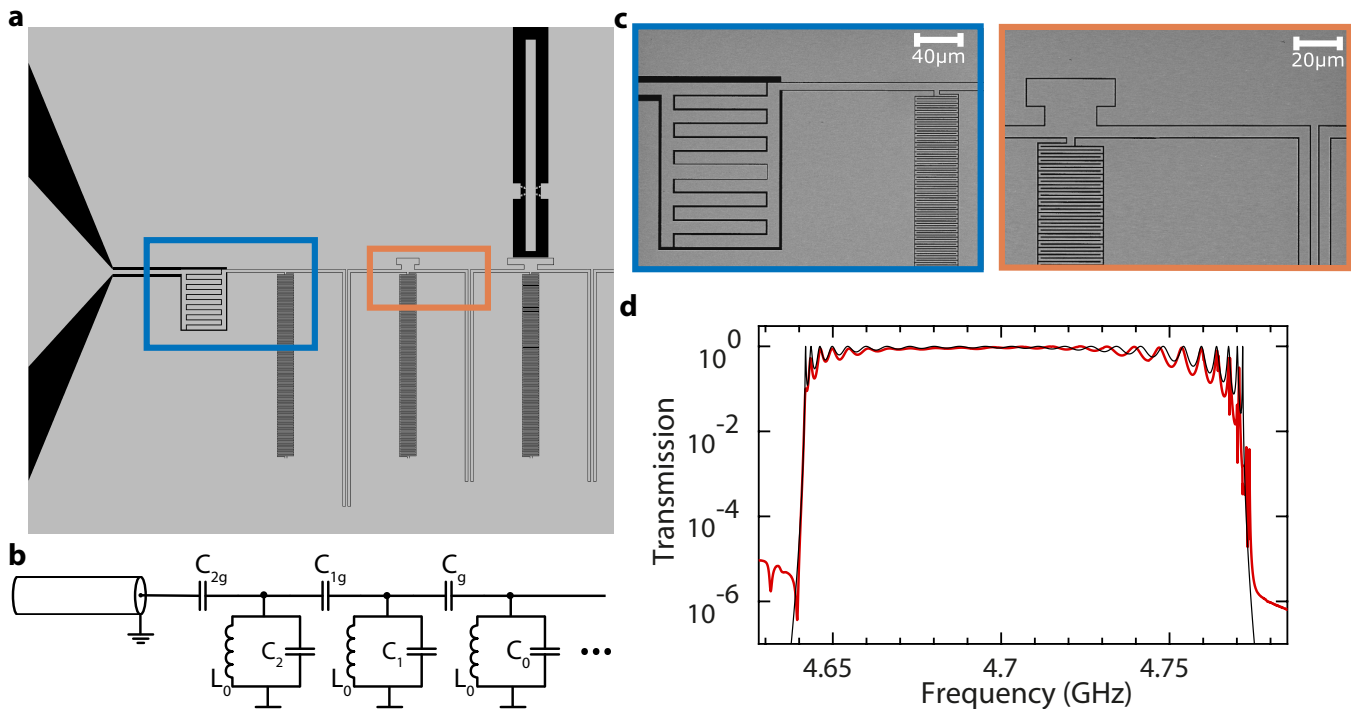 a
b
C2g
C1g
Cg
C2
C1
C0
L0
L0
L0
c
40µm
20µm
d
Transmission
10^0
10^-2
10^-4
10^-6
4.65
4.7
4.75
Frequency (GHz)